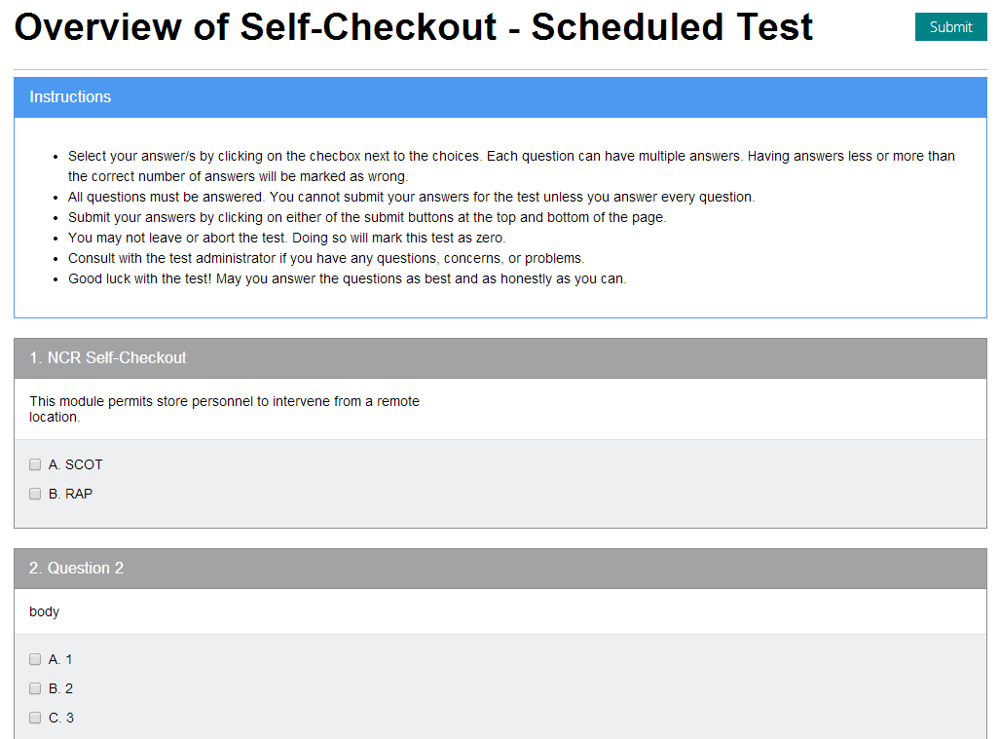 Overview of Self-Checkout - Scheduled Test
Submit
Instructions
• Select your answer/s by clicking on the checbox next to the choices. Each question can have multiple answers. Having answers less or more than
the correct number of answers will be marked as wrong.
• All questions must be answered. You cannot submit your answers for the test unless you answer every question.
• Submit your answers by clicking on either of the submit buttons at the top and bottom of the page.
• You may not leave or abort the test. Doing so will mark this test as zero.
• Consult with the test administrator if you have any questions, concerns, or problems.
• Good luck with the test! May you answer the questions as best and as honestly as you can.
1. NCR Self-Checkout
This module permits store personnel to intervene from a remote
location.
A. SCOT
B. RAP
2. Question 2
body
A. 1
B. 2
C. 3